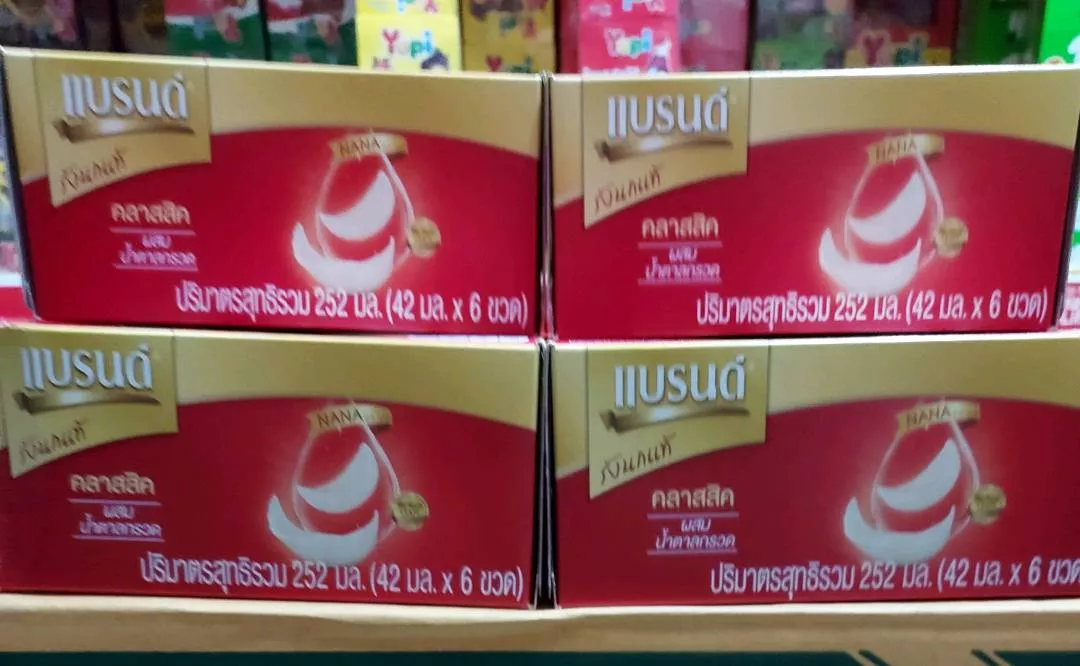 Yupi
Yupi
Yupi
แบรนด์
รังนกแท้
NANA
คลาสสิค
ผสม
น้ำตาลกรวด
ปริมาตรสุทธิรวม 252 มล. (42 มล. x 6 ขวด)
แบรนด์
รังนกแท้
NANA
คลาสสิค
ผสม
น้ำตาลกรวด
ปริมาตรสุทธิรวม 252 มล. (42 มล. x 6 ขวด)
แบรนด์
รังนกแท้
NANA
คลาสสิค
ผสม
น้ำตาลกรวด
ปริมาตรสุทธิรวม 252 มล. (42 มล. x 6 ขวด)
แบรนด์
รังนกแท้
NANA
คลาสสิค
ผสม
น้ำตาลกรวด
ปริมาตรสุทธิรวม 252 มล. (42 มล. x 6 ขวด